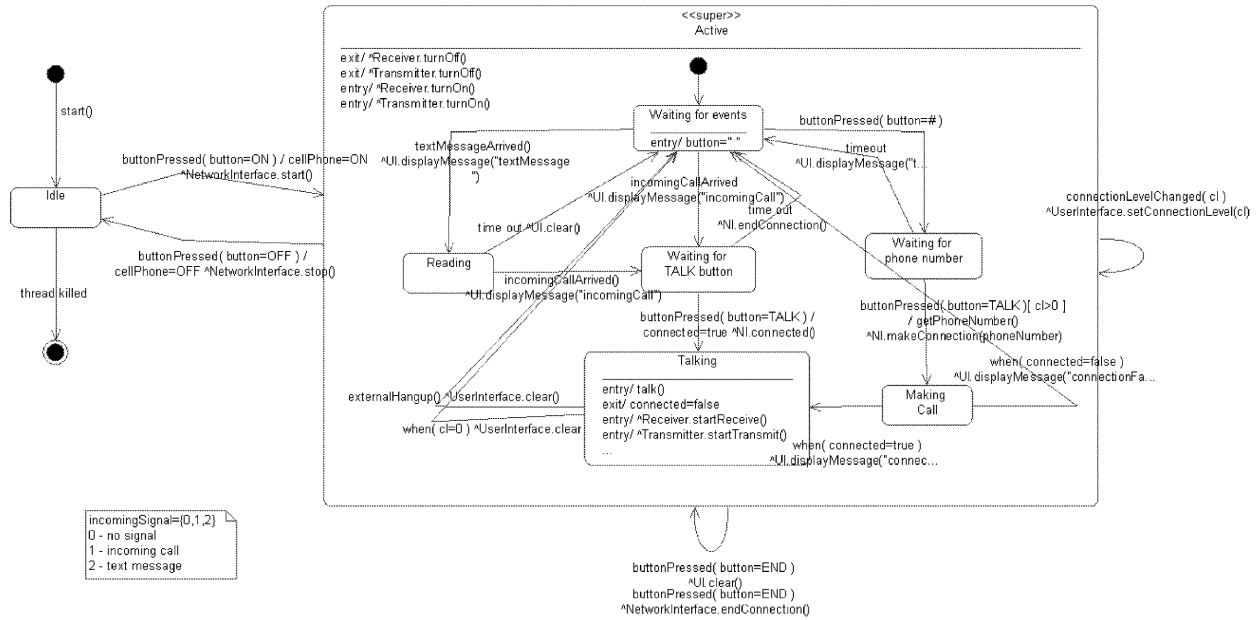 <<super>>
Active
exit/ ^Receiver.turnOff()
exit/ ^Transmitter.turnOff()
entry/ ^Receiver.turnOn()
entry/ ^Transmitter.turnOn()
start()
buttonPressed( button=ON ) / cellPhone=ON
^NetworkInterface.start()
Idle
buttonPressed( button=OFF ) /
cellPhone=OFF ^NetworkInterface.stop()
thread killed
Waiting for events
entry/ button=" "
textMessageArrived()
^UI.displayMessage("textMessage
")
buttonPressed( button=# )
timeout
^UI.displayMessage("t...
incomingCallArrived
^UI.displayMessage("incomingCall")
time out
^NI.endConnection()
time out ^UI.clear()
connectionLevelChanged( cl )
^UserInterface.setConnectionLevel(cl)
Reading
Waiting for
TALK button
Waiting for
phone number
incomingCallArrived()
^UI.displayMessage("incomingCall")
buttonPressed( button=TALK ) /
connected=true ^NI.connected()
buttonPressed( button=TALK )[ cl>0 ]
/ getPhoneNumber()
^NI.makeConnection(phoneNumber)
Talking
entry/ talk()
exit/ connected=false
entry/ ^Receiver.startReceive()
entry/ ^Transmitter.startTransmit()
...
when( connected=false )
^UI.displayMessage("connectionFa...
Making
Call
externalHangup() ^UserInterface.clear()
when( cl=0 ) ^UserInterface.clear
when( connected=true )
^UI.displayMessage("connec...
incomingSignal={0,1,2}
0 - no signal
1 - incoming call
2 - text message
buttonPressed( button=END )
^UI.clear()
buttonPressed( button=END )
^NetworkInterface.endConnection()